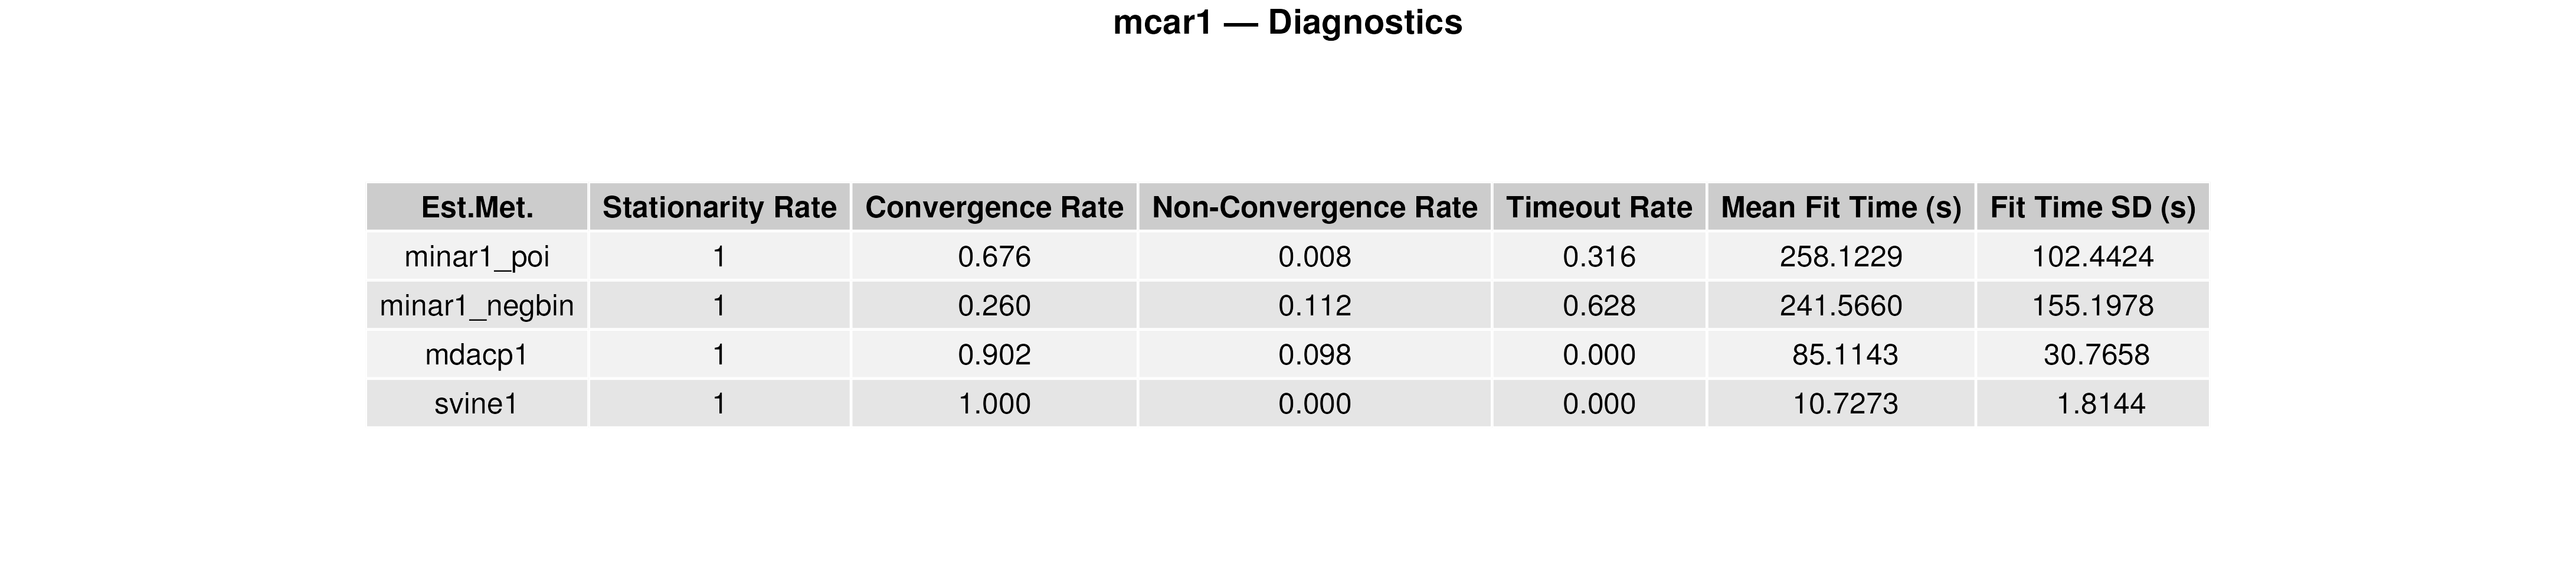 mcar1 — Diagnostics
Est.Met. Stationarity Rate Convergence Rate Non-Convergence Rate Timeout Rate Mean Fit Time (s) Fit Time SD (s)
minar1_poi 1 0.676 0.008 0.316 258.1229 102.4424
minar1_negbin 1 0.260 0.112 0.628 241.5660 155.1978
mdacp1 1 0.902 0.098 0.000 85.1143 30.7658
svine1 1 1.000 0.000 0.000 10.7273 1.8144